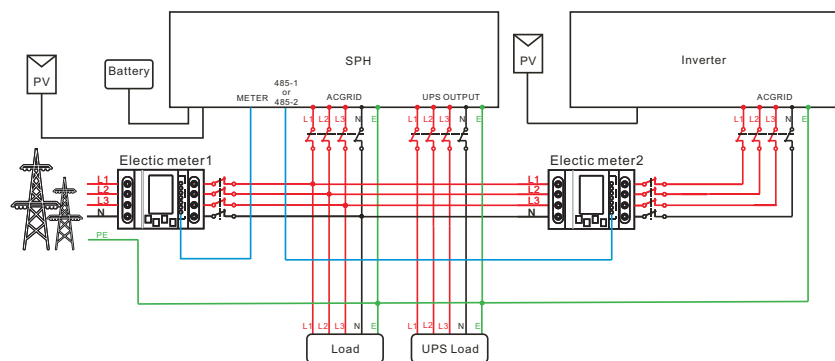 SPH
Inverter
PV
Battery
PV
METER
485-1
or
485-2
ACGRID
UPS OUTPUT
ACGRID
L1 L2 L3 N E
L1 L2 L3 N E
L1 L2 L3 N E
Electic meter1
Electic meter2
L1
L2
L3
N
PE
L1
L2
L3
N
L1 L2 L3 N E
L1 L2 L3 N E
Load
UPS Load